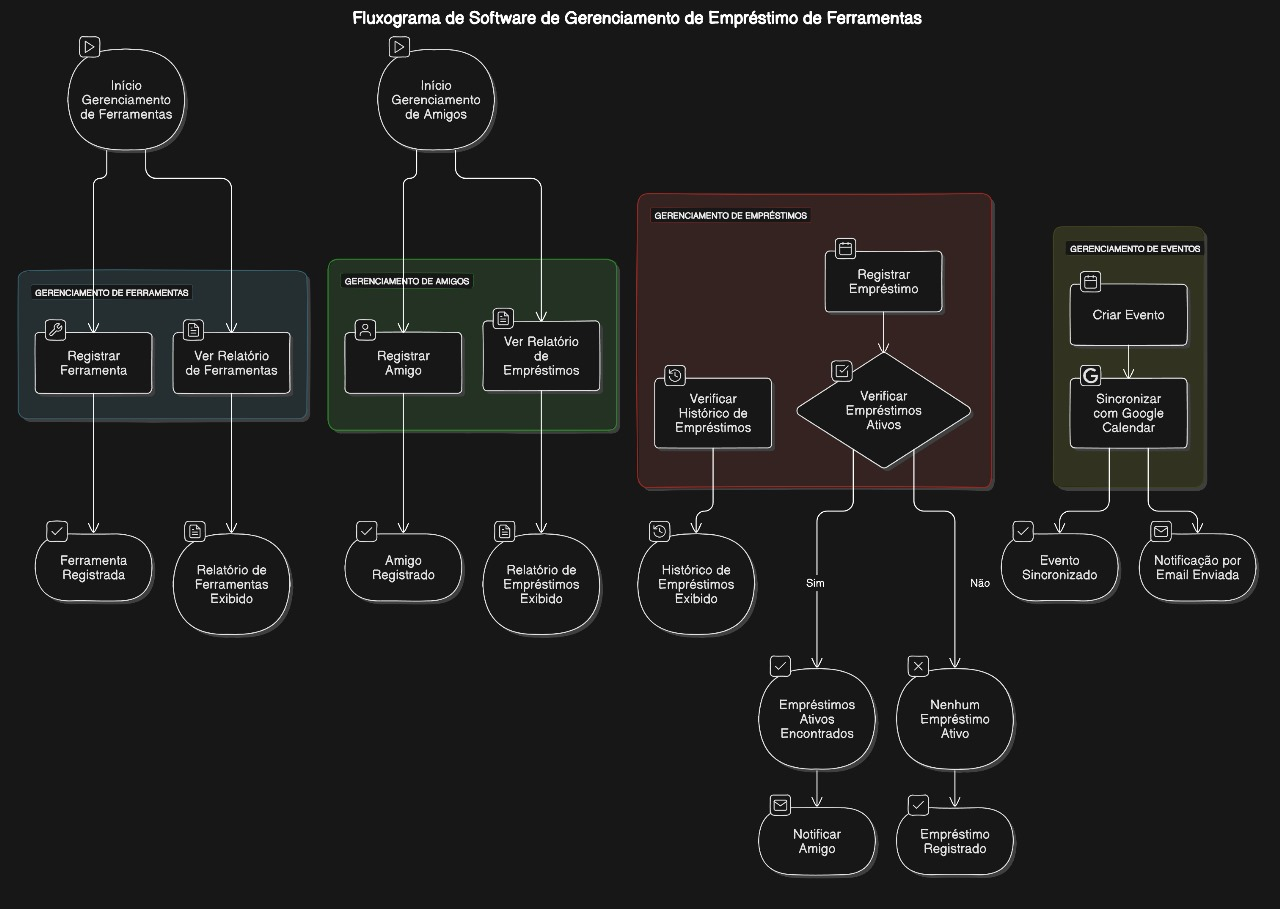 Fluxograma de Software de Gerenciamento de Empréstimo de Ferramentas
Início
Gerenciamento
de Ferramentas
Início
Gerenciamento
de Amigos
GERENCIAMENTO DE FERRAMENTAS
Registrar
Ferramenta
Ver Relatório
de Ferramentas
GERENCIAMENTO DE AMIGOS
Registrar
Amigo
Ver Relatório
de
Empréstimos
GERENCIAMENTO DE EMPRÉSTIMOS
Registrar
Empréstimo
Verificar
Histórico de
Empréstimos
Verificar
Empréstimos
Ativos
GERENCIAMENTO DE EVENTOS
Criar Evento
G
Sincronizar
com Google
Calendar
Ferramenta
Registrada
Relatório de
Ferramentas
Exibido
Amigo
Registrado
Relatório de
Empréstimos
Exibido
Histórico de
Empréstimos
Exibido
Sim
Não
Evento
Sincronizado
Notificação por
Email Enviada
Empréstimos
Ativos
Encontrados
Nenhum
Empréstimo
Ativo
Notificar
Amigo
Empréstimo
Registrado